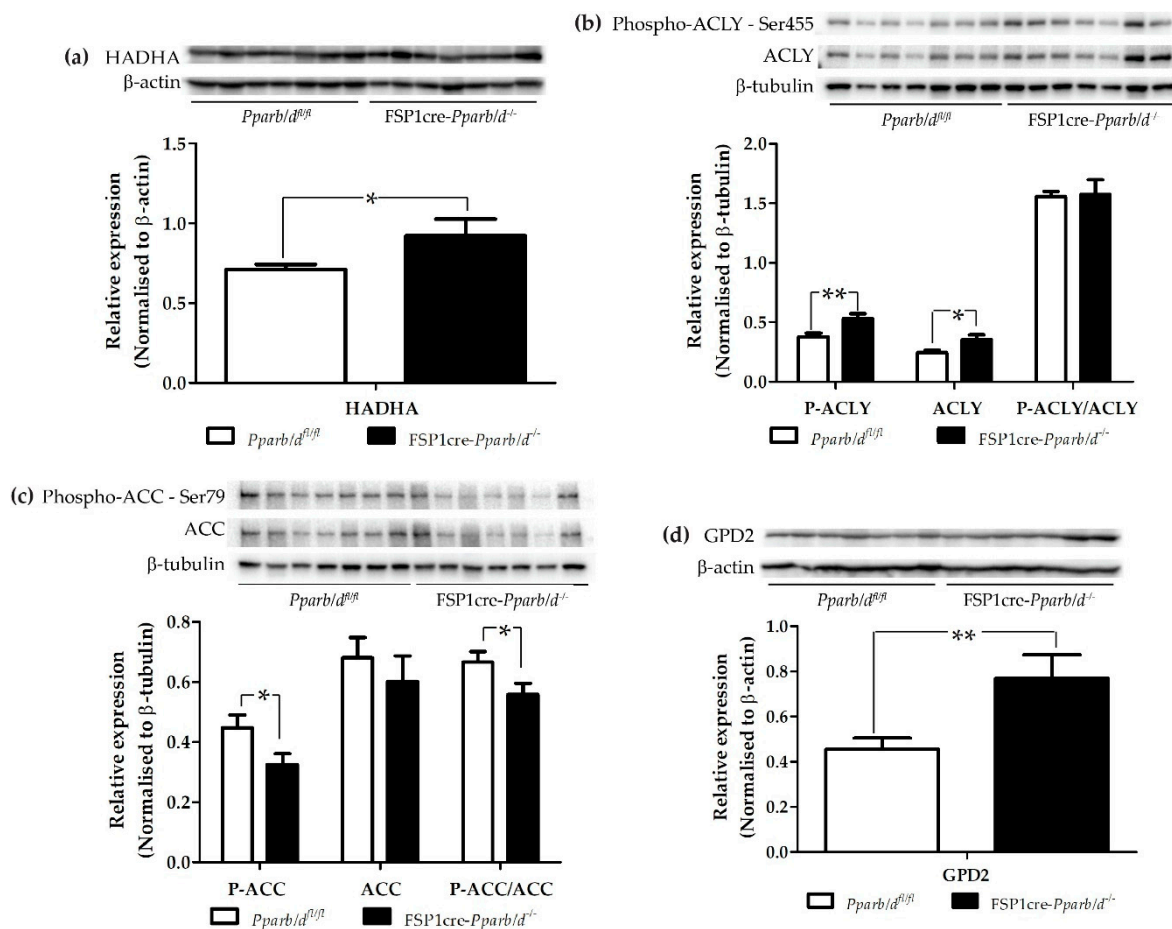 (a)
HADHA
β-actin
Pparb/d^fl/fl FSP1cre-Pparb/d^-/-
Relative expression
(Normalised to β-actin)
1.5
1.0
0.5
0.0
*
HADHA
Pparb/d^fl/fl FSP1cre-Pparb/d^-/-
(b) Phospho-ACLY - Ser455
ACLY
β-tubulin
Pparb/d^fl/fl FSP1cre-Pparb/d^-/-
Relative expression
(Normalised to β-tubulin)
2.0
1.5
1.0
0.5
0.0
** *
P-ACLY ACLY P-ACLY/ACLY
Pparb/d^fl/fl FSP1cre-Pparb/d^-/-
(c) Phospho-ACC - Ser79
ACC
β-tubulin
Pparb/d^fl/fl FSP1cre-Pparb/d^-/-
Relative expression
(Normalised to β-tubulin)
0.8
0.6
0.4
0.2
0.0
* *
P-ACC ACC P-ACC/ACC
Pparb/d^fl/fl FSP1cre-Pparb/d^-/-
(d) GPD2
β-actin
Pparb/d^fl/fl FSP1cre-Pparb/d^-/-
Relative expression
(Normalised to β-actin)
1.0
0.8
0.6
0.4
0.2
0.0
**
GPD2
Pparb/d^fl/fl FSP1cre-Pparb/d^-/-